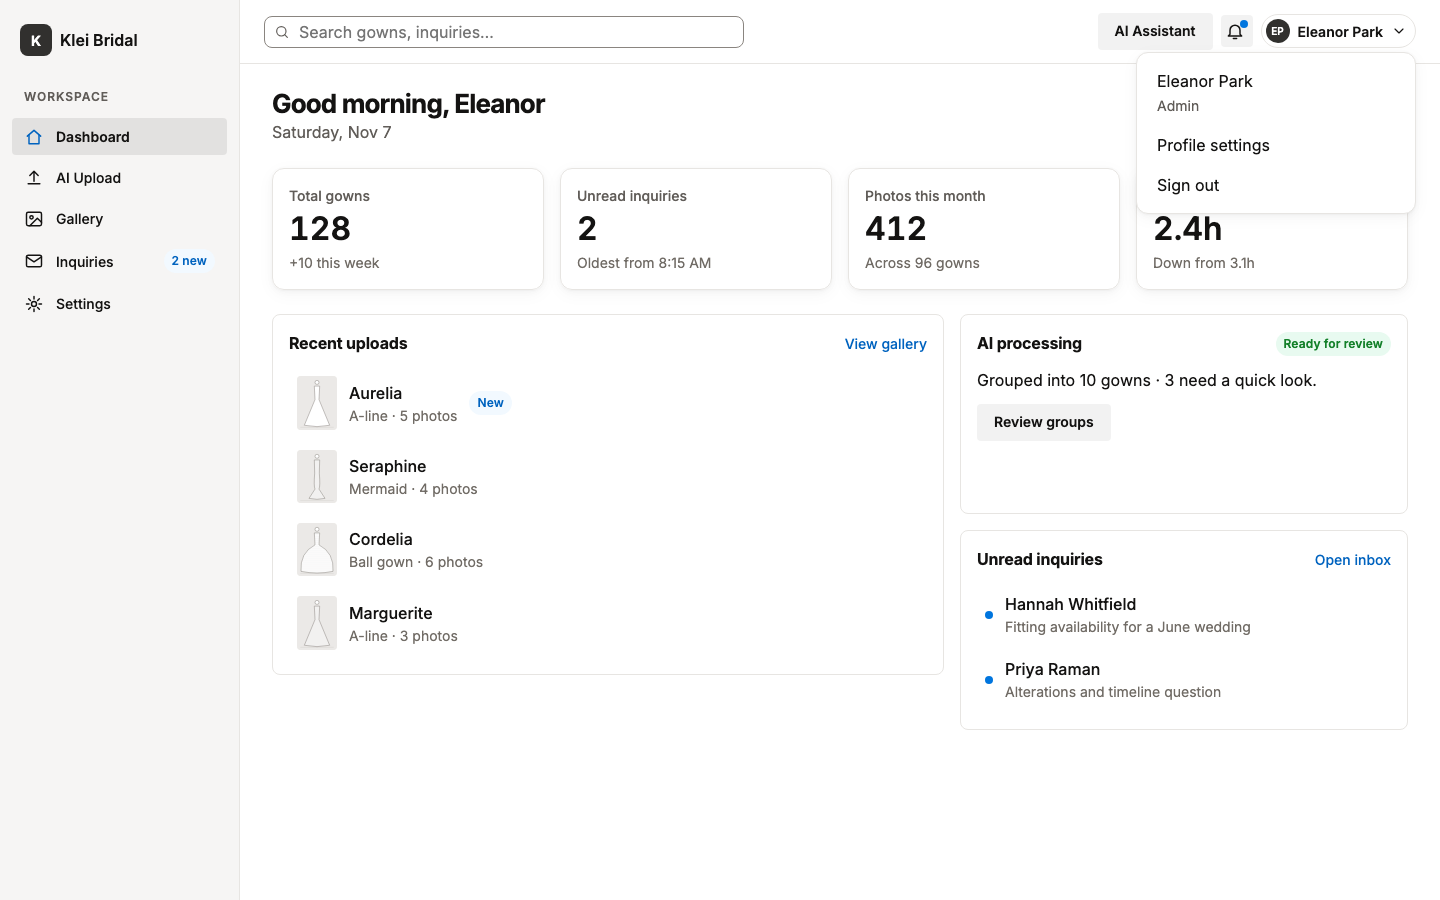 K Klei Bridal
WORKSPACE
Dashboard
AI Upload
Gallery
Inquiries 2 new
Settings
Search gowns, inquiries...
AI Assistant
EP Eleanor Park
Eleanor Park
Admin
Profile settings
Sign out
Good morning, Eleanor
Saturday, Nov 7
Total gowns
128
+10 this week
Unread inquiries
2
Oldest from 8:15 AM
Photos this month
412
Across 96 gowns
2.4h
Down from 3.1h
Recent uploads
View gallery
Aurelia
A-line · 5 photos
New
Seraphine
Mermaid · 4 photos
Cordelia
Ball gown · 6 photos
Marguerite
A-line · 3 photos
AI processing
Ready for review
Grouped into 10 gowns · 3 need a quick look.
Review groups
Unread inquiries
Open inbox
Hannah Whitfield
Fitting availability for a June wedding
Priya Raman
Alterations and timeline question